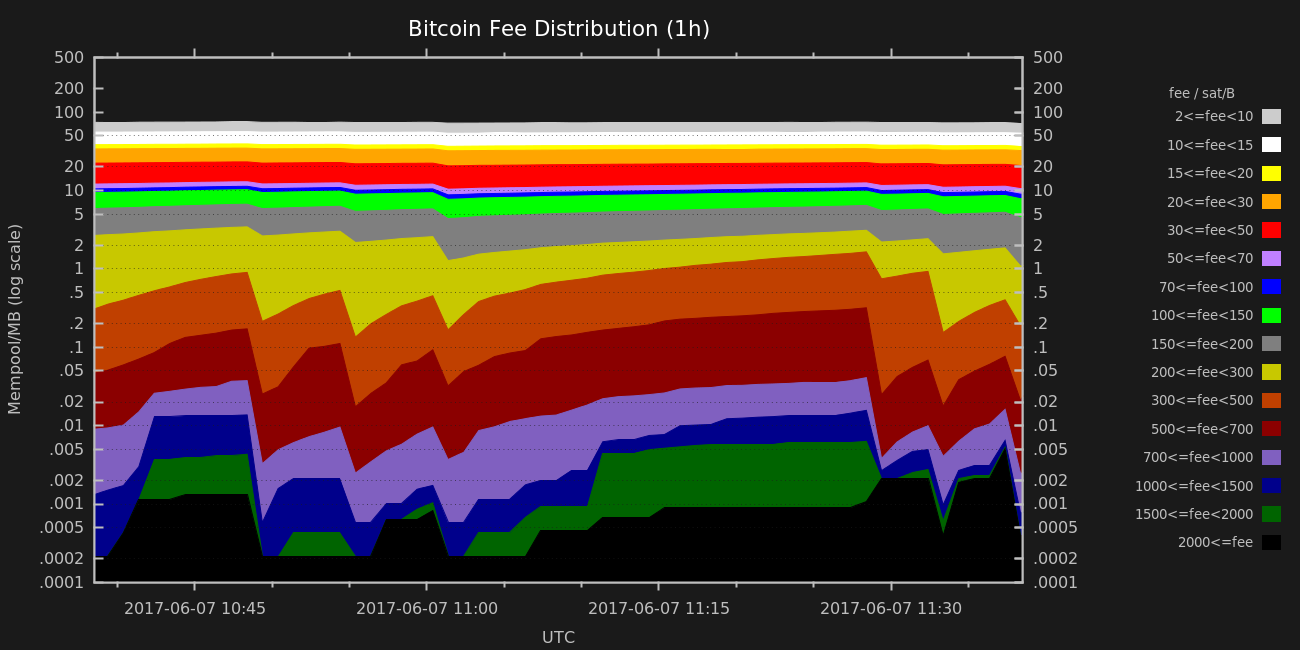 Bitcoin Fee Distribution (1h)
500
200
100
50
20
10
5
2
1
.5
.2
.1
.05
.02
.01
.005
.002
.001
.0005
.0002
.0001
Mempool/MB (log scale)
500
200
100
50
20
10
5
2
1
.5
.2
.1
.05
.02
.01
.005
.002
.001
.0005
.0002
.0001
fee / sat/B
2<=fee<10
10<=fee<15
15<=fee<20
20<=fee<30
30<=fee<50
50<=fee<70
70<=fee<100
100<=fee<150
150<=fee<200
200<=fee<300
300<=fee<500
500<=fee<700
700<=fee<1000
1000<=fee<1500
1500<=fee<2000
2000<=fee
2017-06-07 10:45 2017-06-07 11:00 2017-06-07 11:15 2017-06-07 11:30
UTC